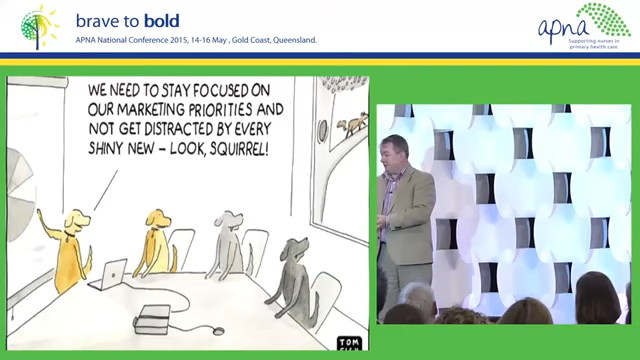 brave to bold
APNA National Conference 2015, 14-16 May , Gold Coast, Queensland.
apna
Supporting nurses in
primary health care
WE NEED TO STAY FOCUSED ON
OUR MARKETING PRIORITIES AND
NOT GET DISTRACTED BY EVERY
SHINY NEW – LOOK, SQUIRREL!
TOM